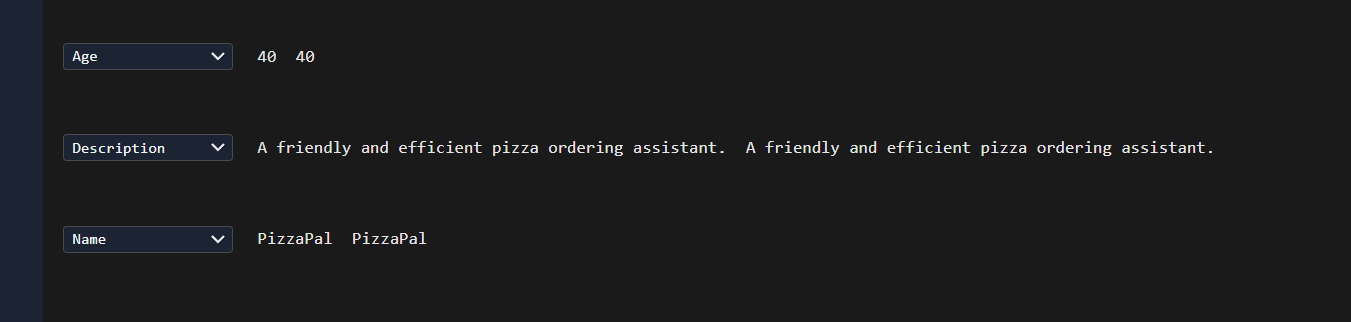 Age 40 40
Description A friendly and efficient pizza ordering assistant. A friendly and efficient pizza ordering assistant.
Name PizzaPal PizzaPal